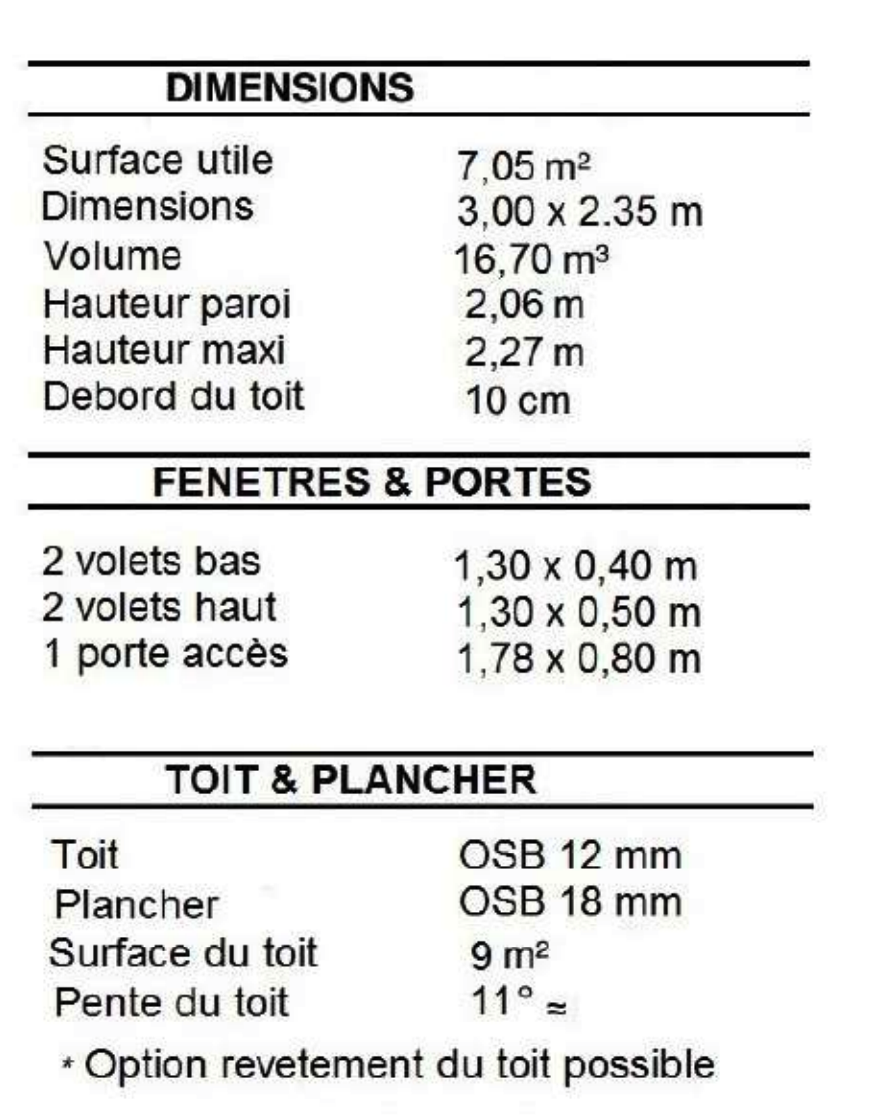 DIMENSIONS
Surface utile 7,05 m²
Dimensions 3,00 x 2.35 m
Volume 16,70 m³
Hauteur paroi 2,06 m
Hauteur maxi 2,27 m
Debord du toit 10 cm
FENETRES & PORTES
2 volets bas 1,30 x 0,40 m
2 volets haut 1,30 x 0,50 m
1 porte accès 1,78 x 0,80 m
TOIT & PLANCHER
Toit OSB 12 mm
Plancher OSB 18 mm
Surface du toit 9 m²
Pente du toit 11° ≈
* Option revetement du toit possible